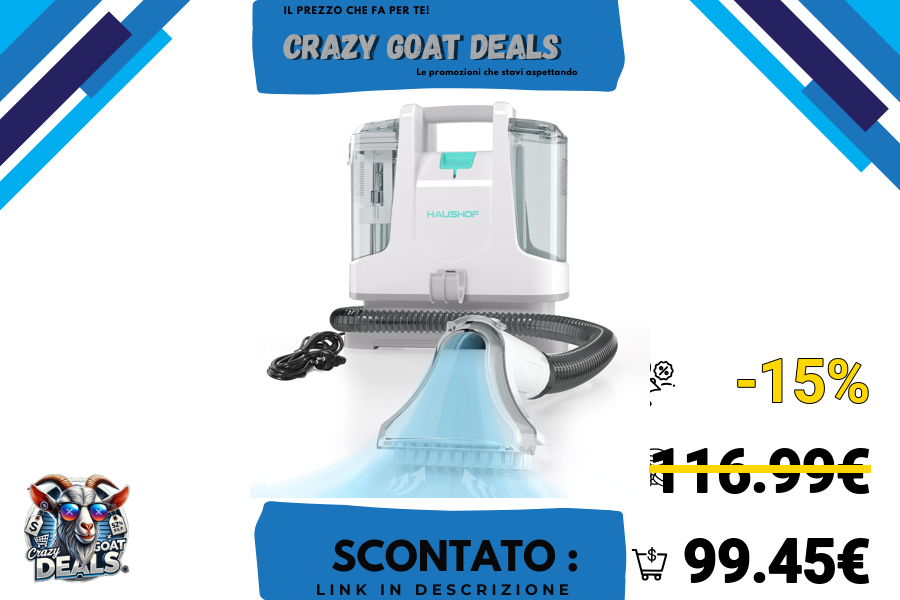 IL PREZZO CHE FA PER TE!
CRAZY GOAT DEALS
Le promozioni che stavi aspettando
HAUSHOF
-15%
116.99€
$
99.45€
SCONTATO :
LINK IN DESCRIZIONE
$
57%
Crazy
GOAT
DEALS